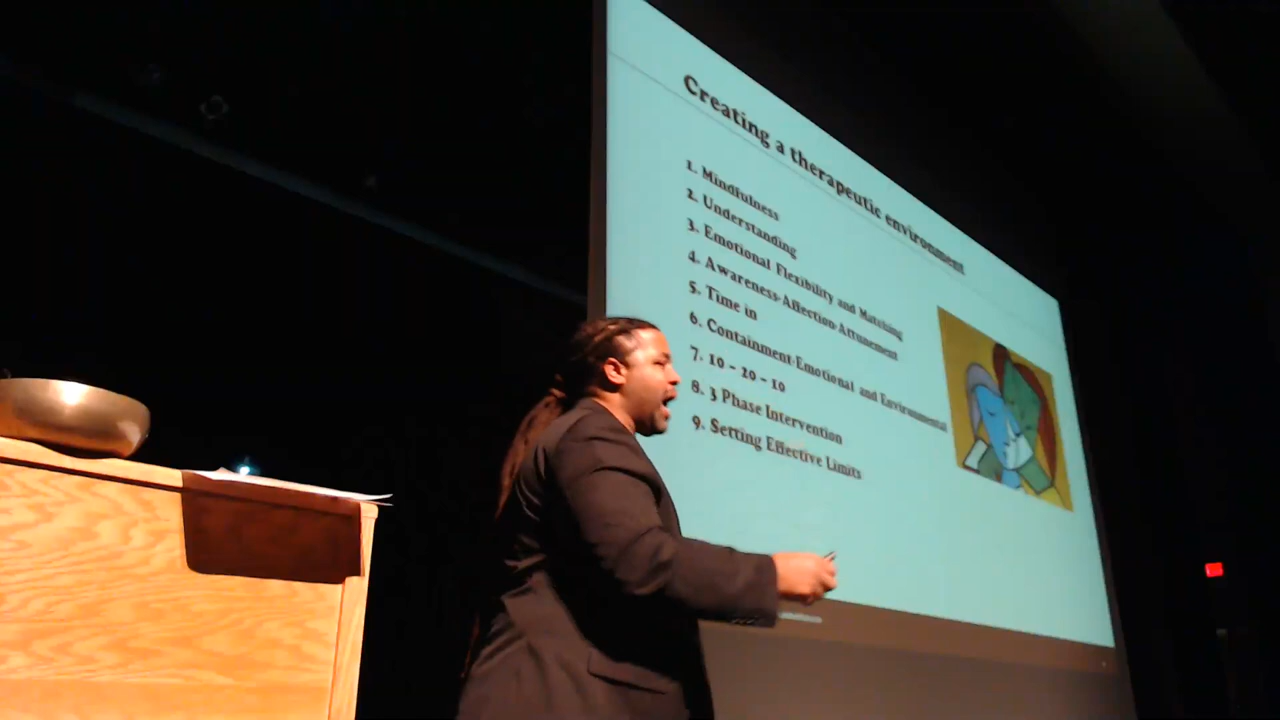 Creating a therapeutic environment
1. Mindfulness
2. Understanding
3. Emotional Flexibility and Matching
4. Awareness-Affection-Attunement
5. Time in
6. Containment-Emotional and Environmental
7. 10 - 20 - 10
8. 3 Phase Intervention
9. Setting Effective Limits